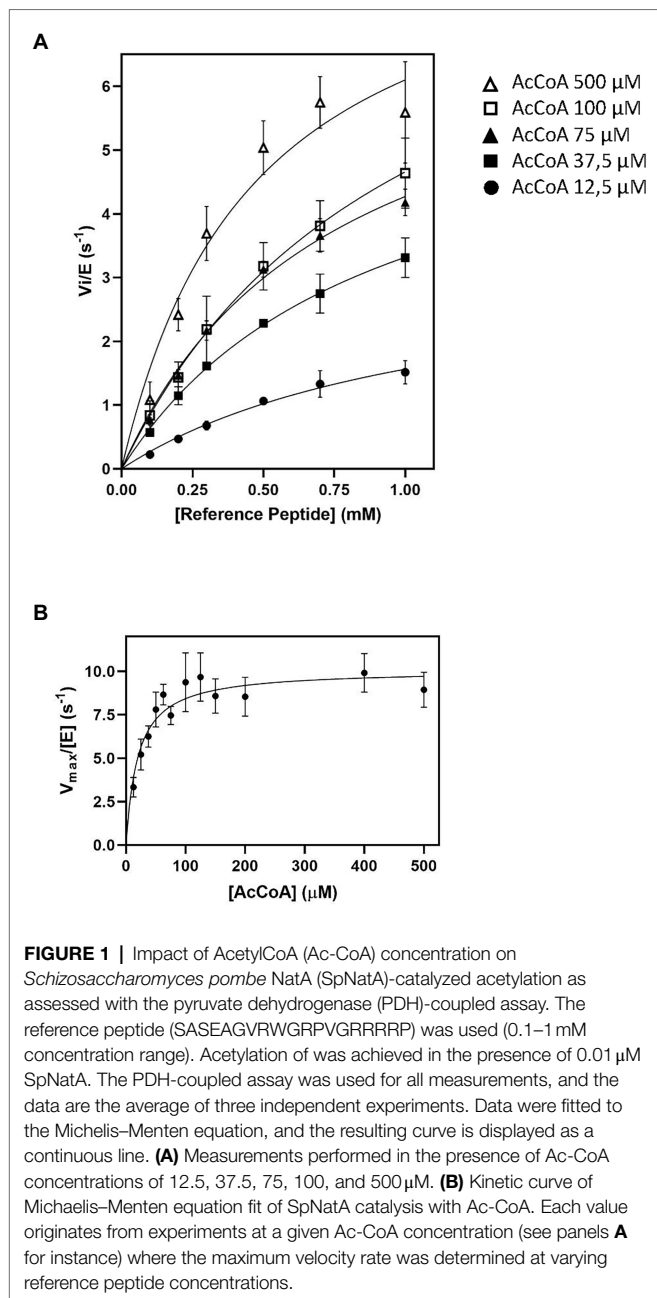 A
AcCoA 500 µM
AcCoA 100 µM
AcCoA 75 µM
AcCoA 37,5 µM
AcCoA 12,5 µM
6
5
4
3
2
1
0
Vi/E (s⁻¹)
0.00 0.25 0.50 0.75 1.00
[Reference Peptide] (mM)
B
10.0
7.5
5.0
2.5
0.0
Vmax/[E] (s⁻¹)
0 100 200 300 400 500
[AcCoA] (µM)
FIGURE 1 | Impact of AcetylCoA (Ac-CoA) concentration on
Schizosaccharomyces pombe NatA (SpNatA)-catalyzed acetylation as
assessed with the pyruvate dehydrogenase (PDH)-coupled assay. The
reference peptide (SASEAGVRWGRPVGRRRRP) was used (0.1–1 mM
concentration range). Acetylation of was achieved in the presence of 0.01 µM
SpNatA. The PDH-coupled assay was used for all measurements, and the
data are the average of three independent experiments. Data were fitted to
the Michelis–Menten equation, and the resulting curve is displayed as a
continuous line. (A) Measurements performed in the presence of Ac-CoA
concentrations of 12.5, 37.5, 75, 100, and 500 µM. (B) Kinetic curve of
Michaelis–Menten equation fit of SpNatA catalysis with Ac-CoA. Each value
originates from experiments at a given Ac-CoA concentration (see panels A
for instance) where the maximum velocity rate was determined at varying
reference peptide concentrations.